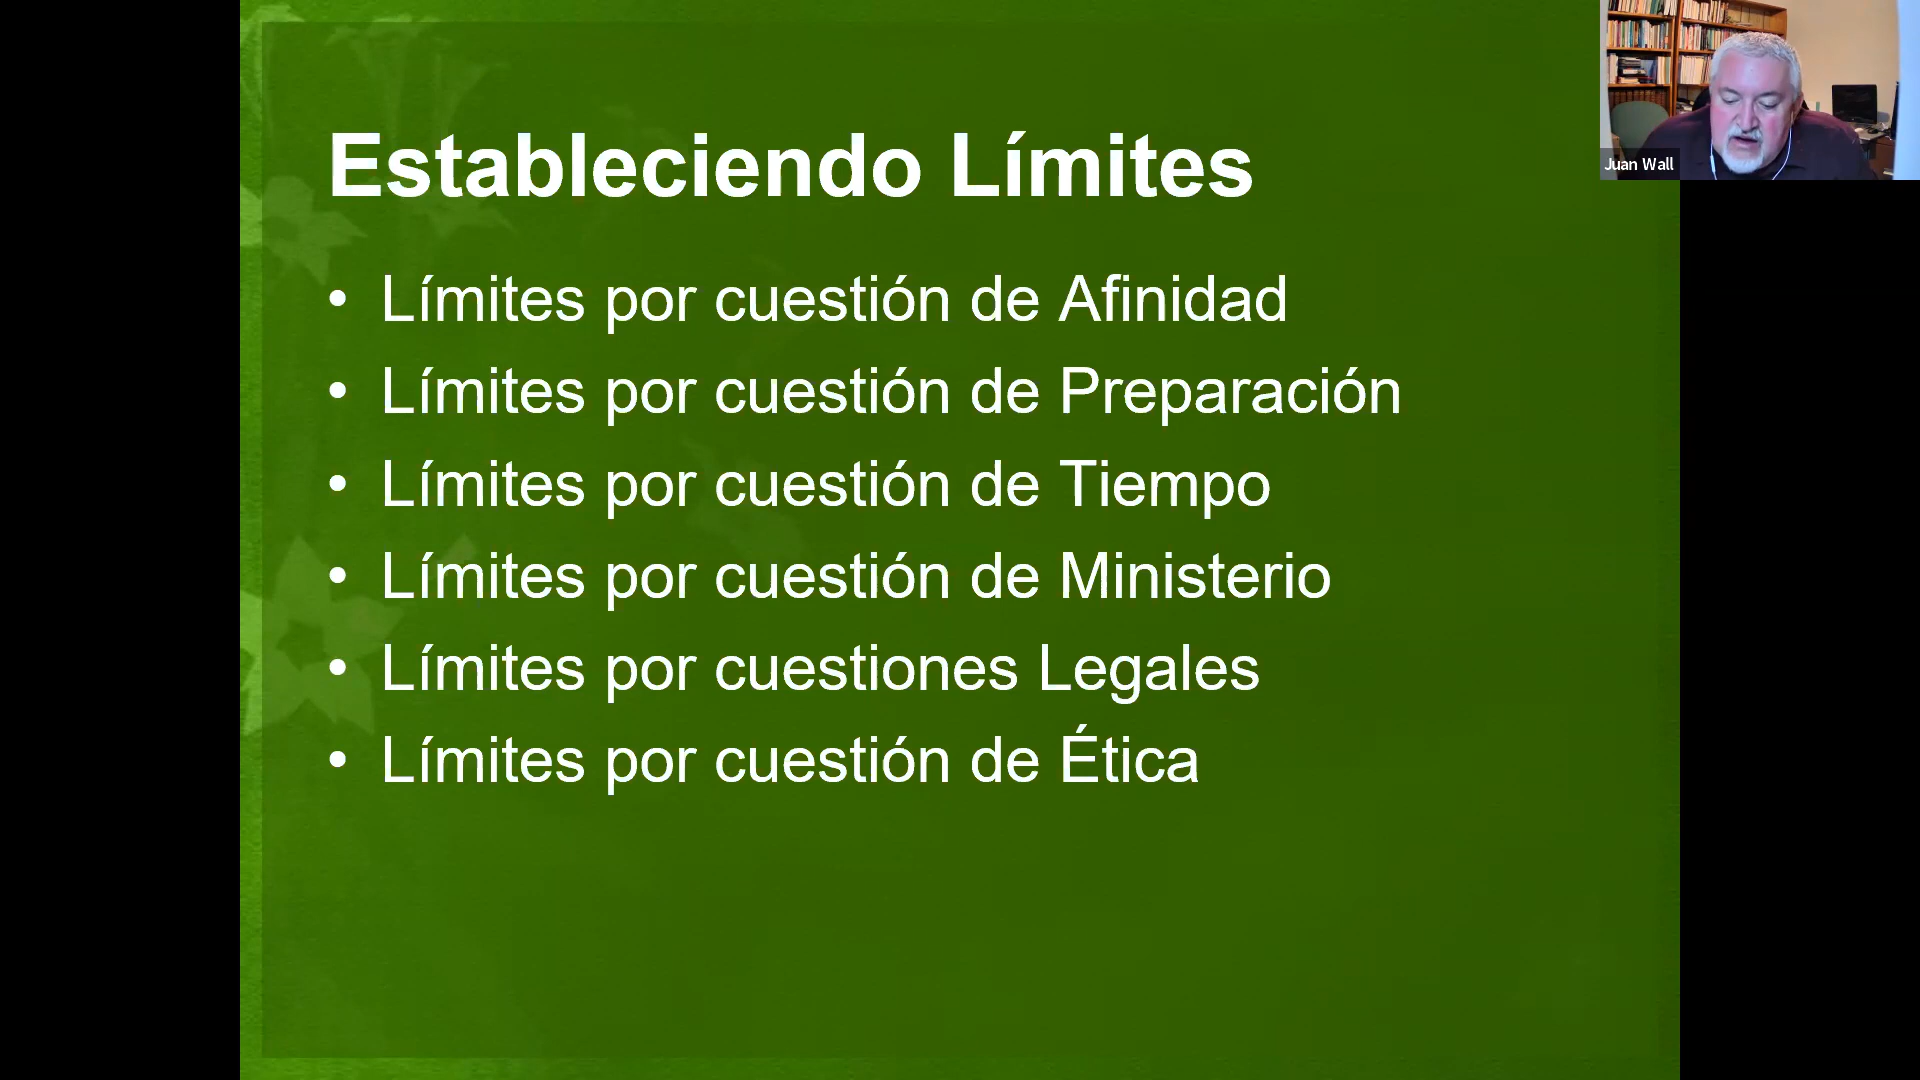 Estableciendo Límites
• Límites por cuestión de Afinidad
• Límites por cuestión de Preparación
• Límites por cuestión de Tiempo
• Límites por cuestión de Ministerio
• Límites por cuestiones Legales
• Límites por cuestión de Ética
Juan Wall